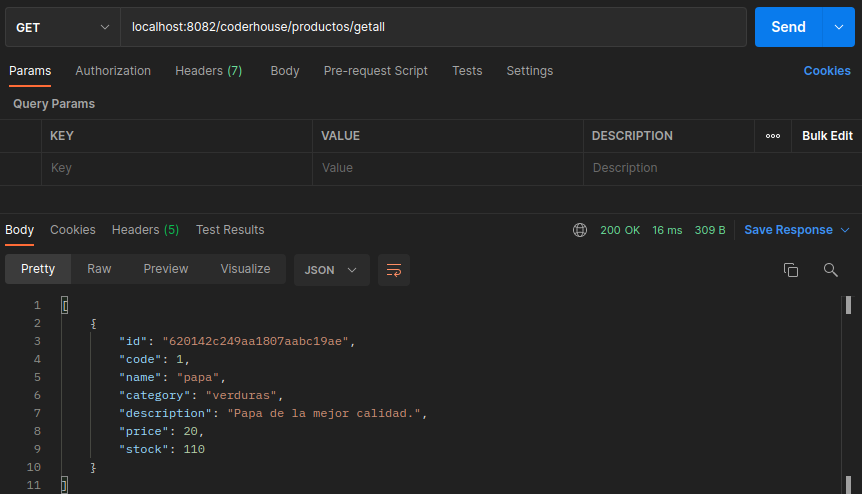 GET localhost:8082/coderhouse/productos/getall Send
Params Authorization Headers (7) Body Pre-request Script Tests Settings Cookies
Query Params
KEY VALUE DESCRIPTION ooo Bulk Edit
Key Value Description
Body Cookies Headers (5) Test Results 200 OK 16 ms 309 B Save Response
Pretty Raw Preview Visualize JSON
1 [
2 {
3 "id": "620142c249aa1807aabc19ae",
4 "code": 1,
5 "name": "papa",
6 "category": "verduras",
7 "description": "Papa de la mejor calidad.",
8 "price": 20,
9 "stock": 110
10 }
11 ]